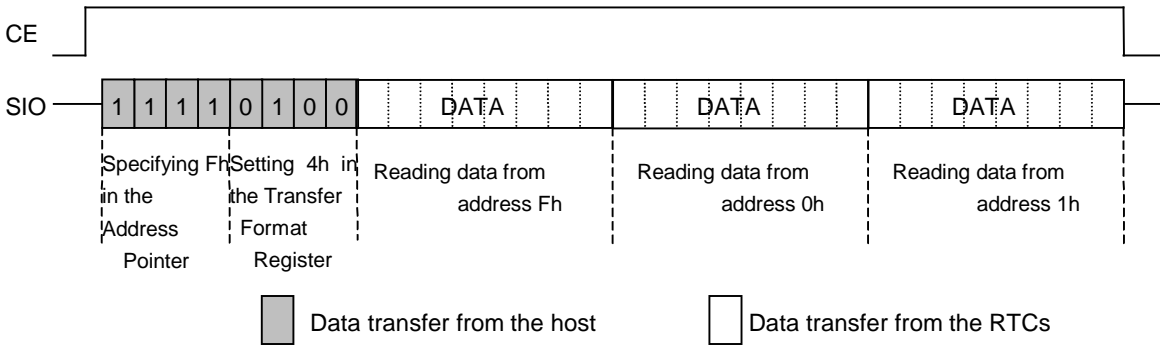 CE
SIO 1 1 1 1 0 1 0 0 DATA DATA DATA
Specifying Fh
in the
Address
Pointer
Setting 4h in
the Transfer
Format
Register
Reading data from
address Fh
Reading data from
address 0h
Reading data from
address 1h
Data transfer from the host
Data transfer from the RTCs